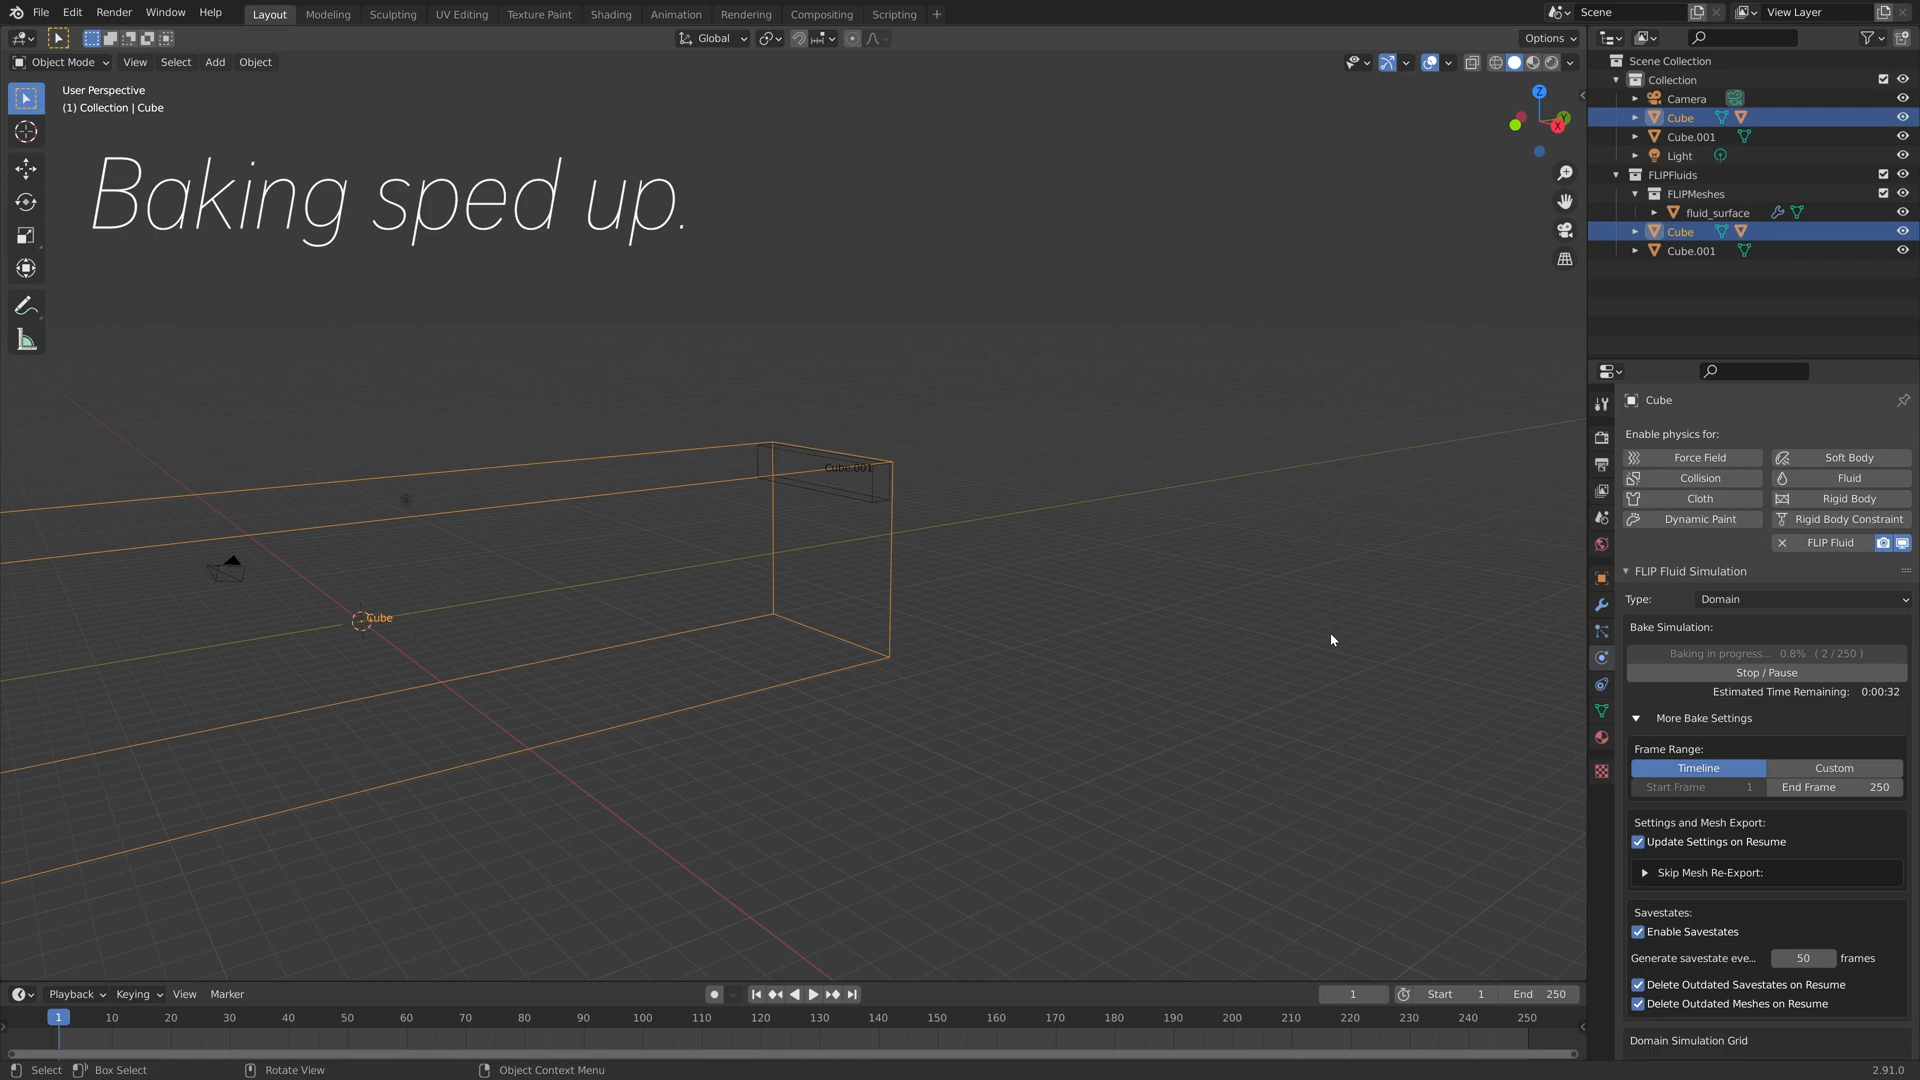 File Edit Render Window Help Layout Modeling Sculpting UV Editing Texture Paint Shading Animation Rendering Compositing Scripting + Scene View Layer
Global Options
Object Mode View Select Add Object
User Perspective
(1) Collection | Cube
Baking sped up.
Z
Y
X
Cube.001
Cube
Scene Collection
Collection
Camera
Cube
Cube.001
Light
FLIPFluids
FLIPMeshes
fluid_surface
Cube
Cube.001
Cube
Enable physics for:
Force Field Soft Body
Collision Fluid
Cloth Rigid Body
Dynamic Paint Rigid Body Constraint
FLIP Fluid
FLIP Fluid Simulation
Type: Domain
Bake Simulation:
Baking in progress... 0.8% ( 2 / 250 )
Stop / Pause
Estimated Time Remaining: 0:00:32
More Bake Settings
Frame Range:
Timeline Custom
Start Frame 1 End Frame 250
Settings and Mesh Export:
Update Settings on Resume
Skip Mesh Re-Export:
Savestates:
Enable Savestates
Generate savestate eve... 50 frames
Delete Outdated Savestates on Resume
Delete Outdated Meshes on Resume
Domain Simulation Grid
Playback Keying View Marker 1 Start 1 End 250
1 10 20 30 40 50 60 70 80 90 100 110 120 130 140 150 160 170 180 190 200 210 220 230 240 250
Select Box Select Rotate View Object Context Menu 2.91.0